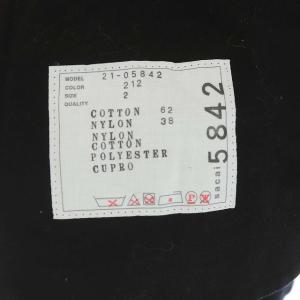 MODEL 21-05842
COLOR 212
SIZE 2
QUALITY
COTTON 62
NYLON 38
NYLON
COTTON
POLYESTER
CUPRO
sacai 5842